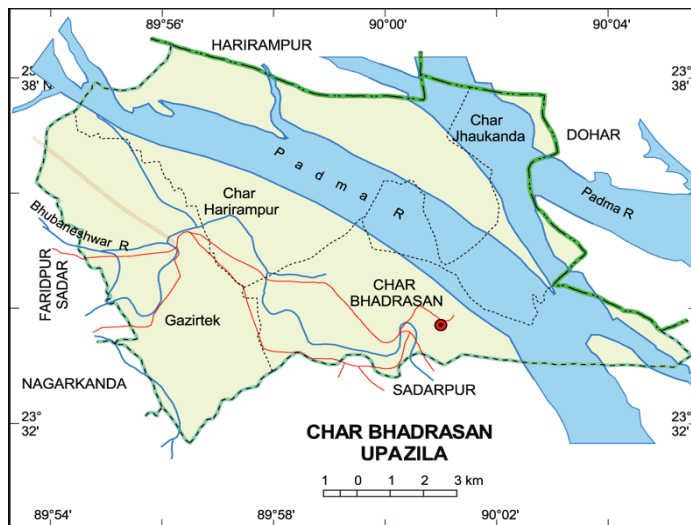 89°56'
90°00'
90°04'
HARIRAMPUR
23°
38' N
23°
38'
Char
Jhaukanda
DOHAR
Padma R
Padma R
Char
Harirampur
Bhubaneshwar R
FARIDPUR
SADAR
CHAR
BHADRASAN
Gazirtek
NAGARKANDA
SADARPUR
23°
32'
23°
32'
CHAR BHADRASAN
UPAZILA
1 0 1 2 3 km
89°54'
89°58'
90°02'